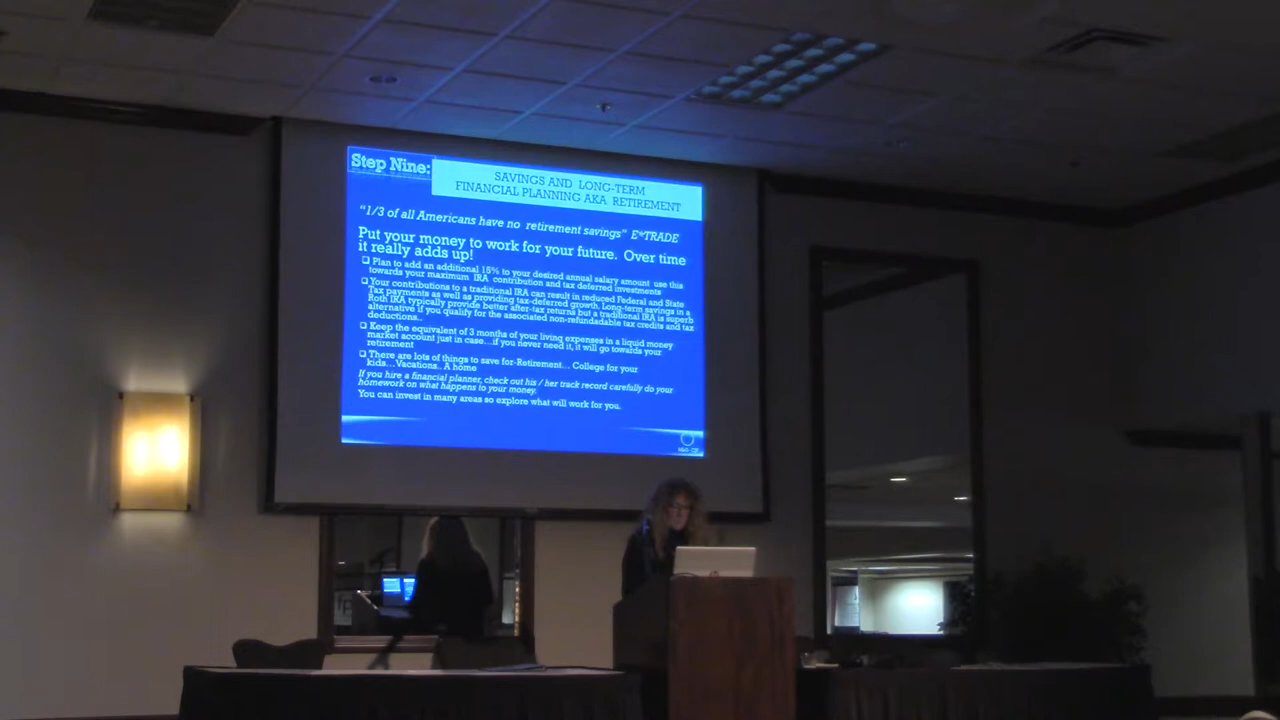 Step Nine:
SAVINGS AND LONG-TERM
FINANCIAL PLANNING AKA RETIREMENT
"1/3 of all Americans have no retirement savings" E*TRADE
Put your money to work for your future. Over time
it really adds up!
❑ Plan to add an additional 15% to your desired annual salary amount use this
towards your maximum IRA contribution and tax deferred investments
❑ Your contributions to a traditional IRA can result in reduced Federal and State
Tax payments as well as providing tax-deferred growth. Long-term savings in a
Roth IRA typically provide better after-tax returns but a traditional IRA is superb
alternative if you qualify for the associated non-refundadable tax credits and tax
deductions..
❑ Keep the equivalent of 3 months of your living expenses in a liquid money
market account just in case...if you never need it, it will go towards your
retirement
❑ There are lots of things to save for-Retirement... College for your
kids...Vacations.. A home
If you hire a financial planner, check out his / her track record carefully do your
homework on what happens to your money.
You can invest in many areas so explore what will work for you.